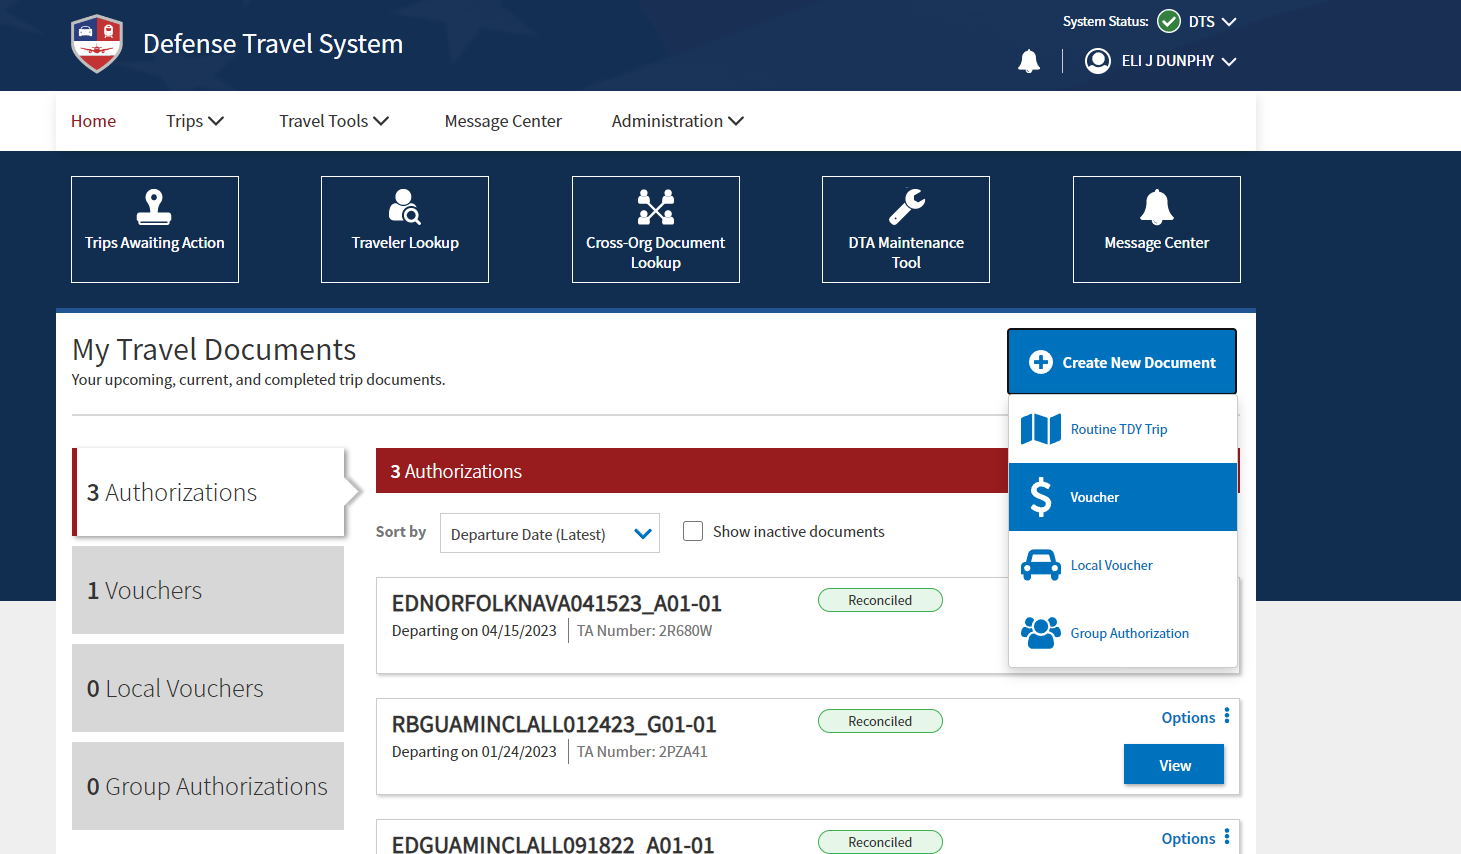 Defense Travel System
System Status: DTS
ELI J DUNPHY
Home Trips Travel Tools Message Center Administration
Trips Awaiting Action
Traveler Lookup
Cross-Org Document
Lookup
DTA Maintenance
Tool
Message Center
My Travel Documents
Your upcoming, current, and completed trip documents.
Create New Document
Routine TDY Trip
Voucher
Local Voucher
Group Authorization
3 Authorizations
1 Vouchers
0 Local Vouchers
0 Group Authorizations
3 Authorizations
Sort by Departure Date (Latest) Show inactive documents
EDNORFOLKNAVA041523_A01-01 Reconciled
Departing on 04/15/2023 TA Number: 2R680W
RBGUAMINCLALL012423_G01-01 Reconciled Options
Departing on 01/24/2023 TA Number: 2PZA41
View
EDGUAMINCLALL091822_A01-01 Reconciled Options